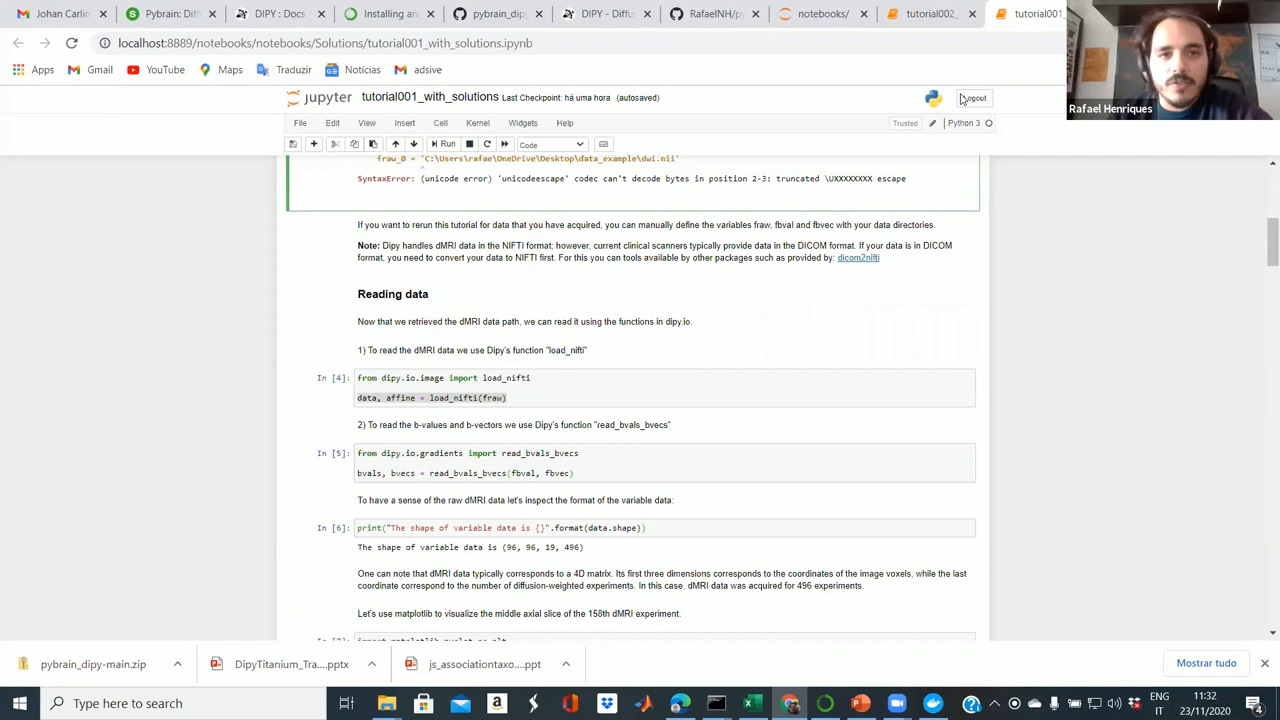 Johan Carlin
Pybrain: Diff
DIPY : Docu
Installing an
pybrain_dip
DIPY - Diffu
RafaelNH/p
notebooks/
tutorial002_
tutorial001_
localhost:8889/notebooks/notebooks/Solutions/tutorial001_with_solutions.ipynb
Apps
Gmail
YouTube
Maps
Traduzir
Notícias
adsive
Rafael Henriques
jupyter tutorial001_with_solutions Last Checkpoint: há uma hora (autosaved)
Logout
File Edit View Insert Cell Kernel Widgets Help
Trusted
Python 3
Run
Code
fraw_0 = 'C:\Users\rafae\OneDrive\Desktop\data_example\dwi.nii'
^
SyntaxError: (unicode error) 'unicodeescape' codec can't decode bytes in position 2-3: truncated \UXXXXXXXX escape
If you want to rerun this tutorial for data that you have acquired, you can manually define the variables fraw, fbval and fbvec with your data directories.
Note: Dipy handles dMRI data in the NIFTI format; however, current clinical scanners typically provide data in the DICOM format. If your data is in DICOM
format, you need to convert your data to NIFTI first. For this you can tools available by other packages such as provided by: dicom2nifti
Reading data
Now that we retrieved the dMRI data path, we can read it using the functions in dipy.io.
1) To read the dMRI data we use Dipy's function "load_nifti"
In [4]: from dipy.io.image import load_nifti
data, affine = load_nifti(fraw)
2) To read the b-values and b-vectors we use Dipy's function "read_bvals_bvecs"
In [5]: from dipy.io.gradients import read_bvals_bvecs
bvals, bvecs = read_bvals_bvecs(fbval, fbvec)
To have a sense of the raw dMRI data let's inspect the format of the variable data:
In [6]: print("The shape of variable data is {}".format(data.shape))
The shape of variable data is (96, 96, 19, 496)
One can note that dMRI data typically corresponds to a 4D matrix. Its first three dimensions corresponds to the coordinates of the image voxels, while the last
coordinate correspond to the number of diffusion-weighted experiments. In this case, dMRI data was acquired for 496 experiments.
Let's use matplotlib to visualize the middle axial slice of the 158th dMRI experiment.
pybrain_dipy-main.zip
DipyTitanium_Tra....pptx
js_associationtaxo....ppt
Mostrar tudo
Type here to search
ENG
IT
11:32
23/11/2020
4